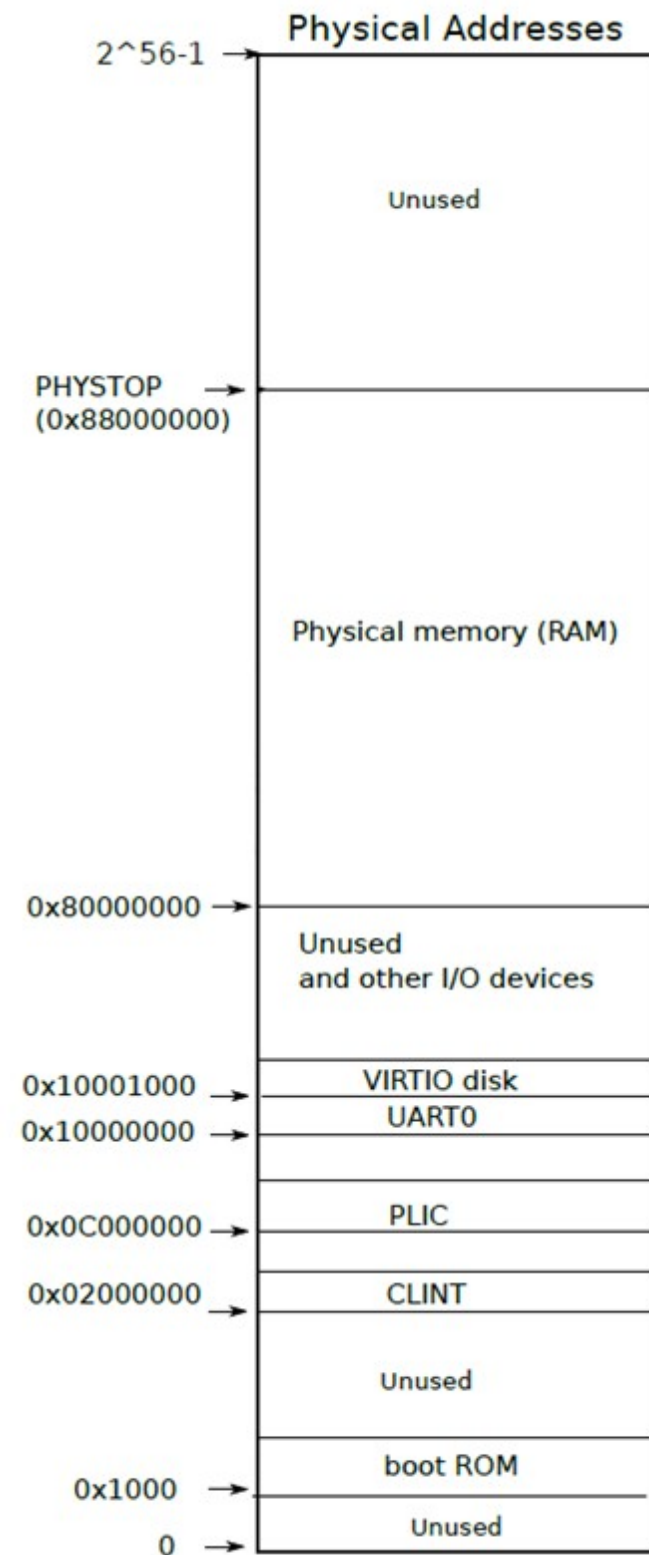 Physical Addresses
2^56-1
Unused
PHYSTOP
(0x88000000)
Physical memory (RAM)
0x80000000
Unused
and other I/O devices
VIRTIO disk
0x10001000
UART0
0x10000000
PLIC
0x0C000000
CLINT
0x02000000
Unused
boot ROM
0x1000
Unused
0